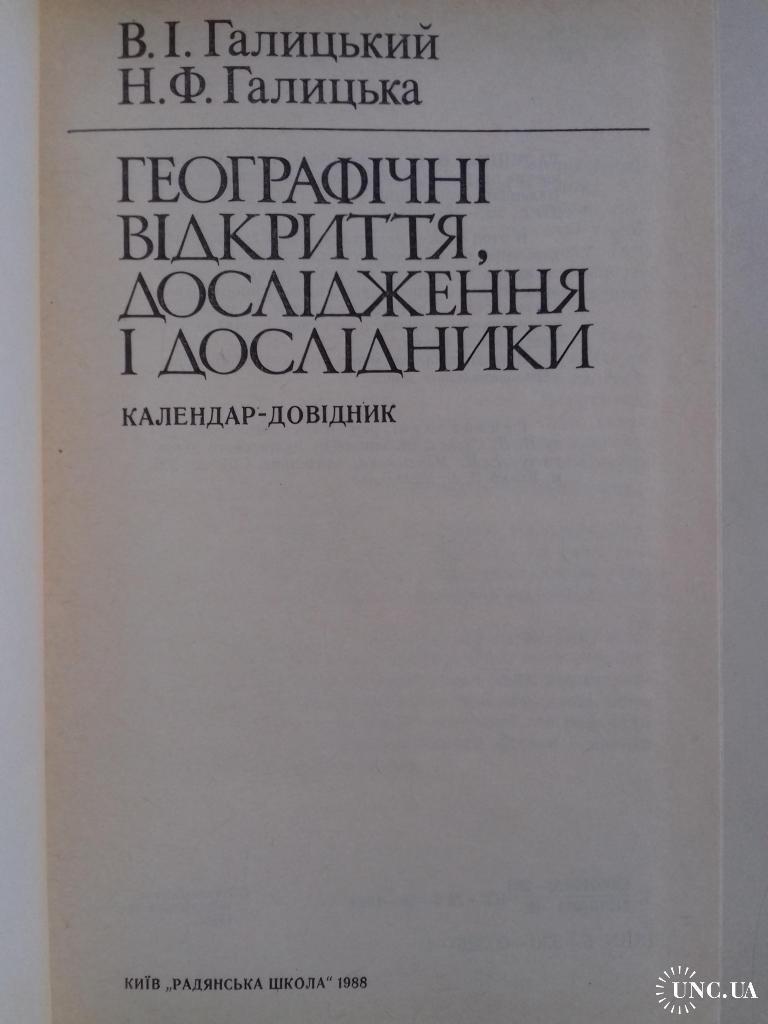 В. І. Галицький
Н. Ф. Галицька
ГЕОГРАФІЧНІ
ВІДКРИТТЯ,
ДОСЛІДЖЕННЯ
І ДОСЛІДНИКИ
КАЛЕНДАР-ДОВІДНИК
КИЇВ „РАДЯНСЬКА ШКОЛА“ 1988
UNC.UA